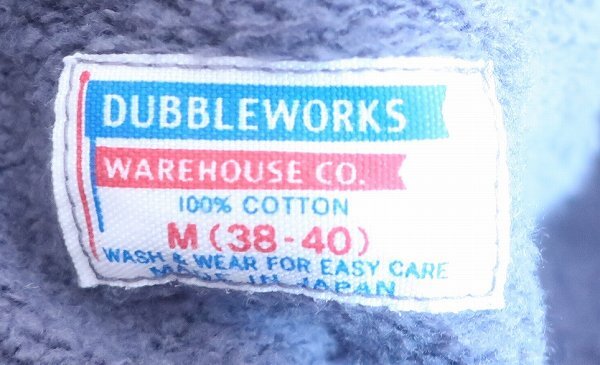 DUBBLEWORKS
WAREHOUSE CO.
100% COTTON
M (38-40)
WASH & WEAR FOR EASY CARE
MADE IN JAPAN